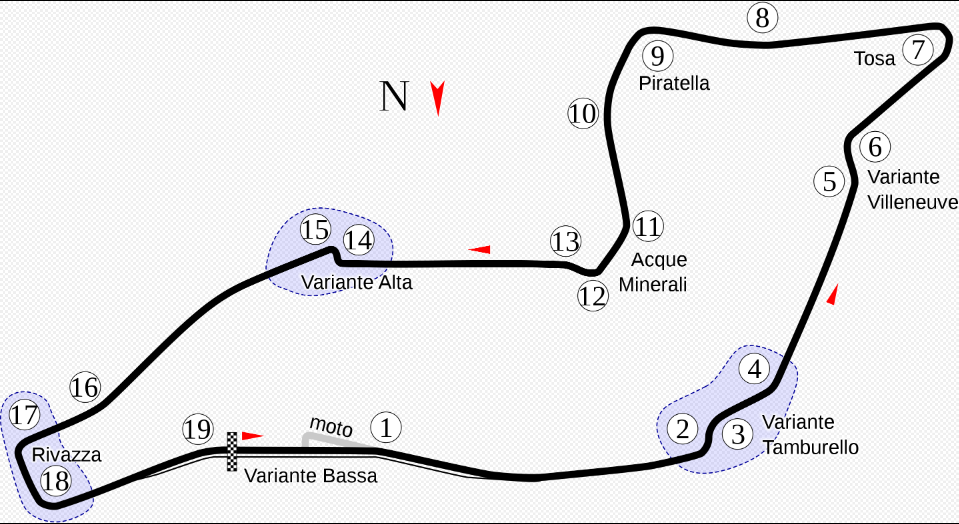 8
7
Tosa
9
Piratella
N
10
6
5
Variante
Villeneuve
15
14
13
11
Acque
Minerali
12
Variante Alta
4
16
17
Rivazza
18
19
moto
1
Variante Bassa
2
3
Variante
Tamburello